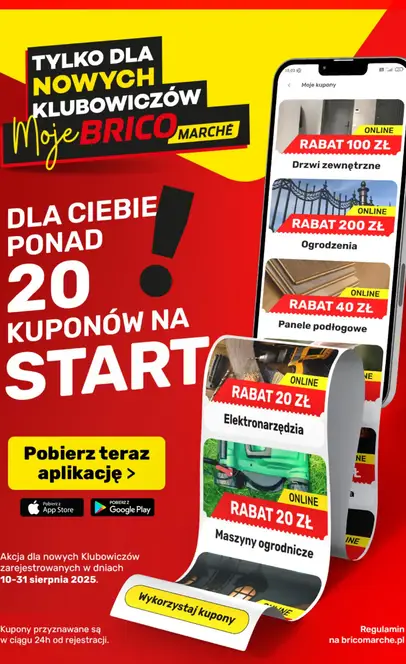 TYLKO DLA
NOWYCH
KLUBOWICZÓW
Moje BRICO MARCHÉ
DLA CIEBIE
PONAD
20
KUPONÓW NA
START!
Pobierz teraz
aplikację >
Pobierz z
App Store
POBIERZ Z
Google Play
Akcja dla nowych Klubowiczów
zarejestrowanych w dniach
10-31 sierpnia 2025.
Kupony przyznawane są
w ciągu 24h od rejestracji.
Moje kupony
ONLINE
RABAT 100 ZŁ
Drzwi zewnętrzne
ONLINE
RABAT 200 ZŁ
Ogrodzenia
ONLINE
RABAT 40 ZŁ
Panele podłogowe
ONLINE
RABAT 20 ZŁ
Elektronarzędzia
ONLINE
RABAT 20 ZŁ
Maszyny ogrodnicze
ONLINE
Wykorzystaj kupony
Regulamin
na bricomarche.pl